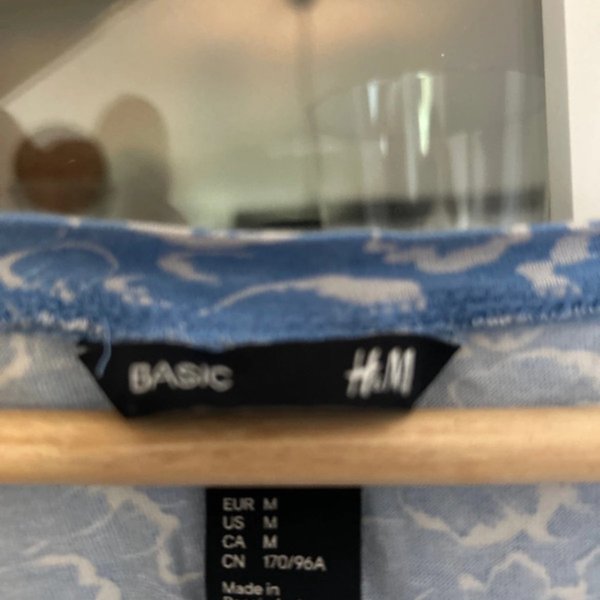 BASIC H&M
EUR M
US M
CA M
CN 170/96A
Made in